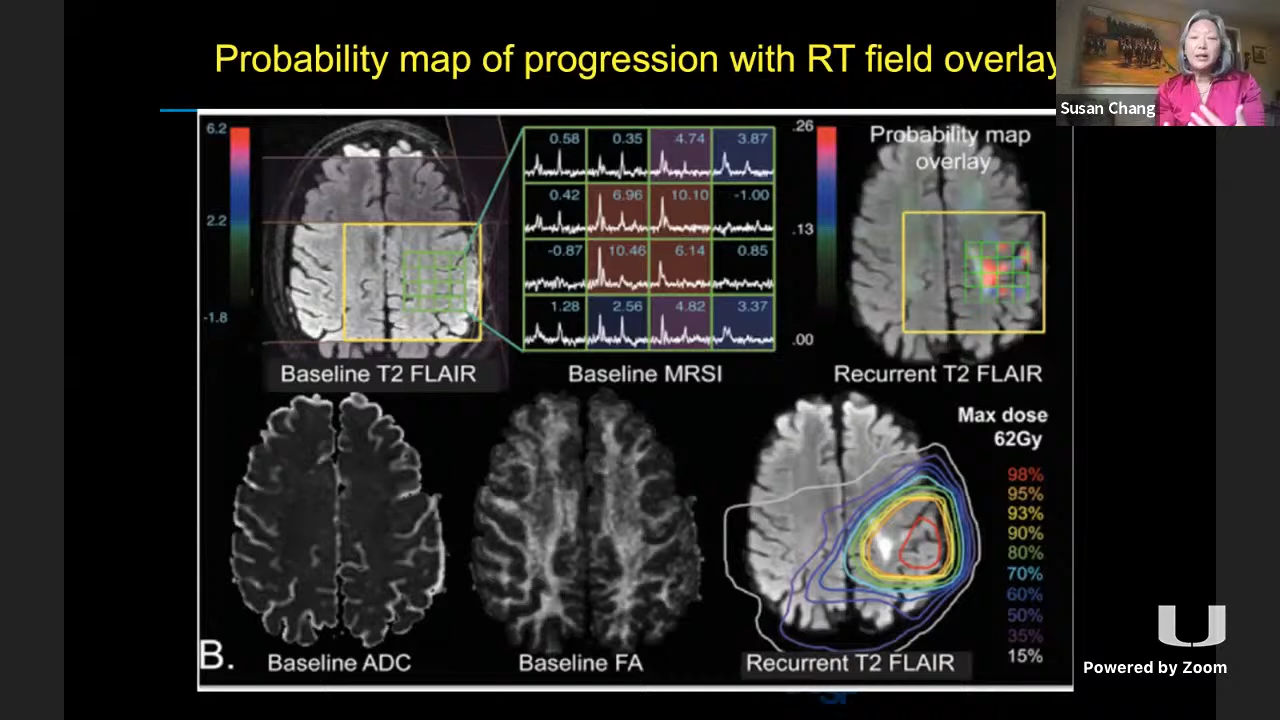 Probability map of progression with RT field overlay
Susan Chang
6.2
2.2
-1.8
0.58 0.35 4.74 3.87
0.42 6.96 10.10 -1.00
-0.87 10.46 6.14 0.85
1.28 2.56 4.82 3.37
.26
.13
.00
Probability map
overlay
Baseline T2 FLAIR
Baseline MRSI
Recurrent T2 FLAIR
Max dose
62Gy
98%
95%
93%
90%
80%
70%
60%
50%
35%
15%
B.
Baseline ADC
Baseline FA
Recurrent T2 FLAIR
U
Powered by Zoom